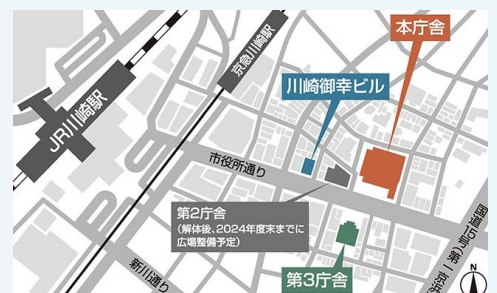 本庁舎
京急川崎駅
川崎御幸ビル
JR川崎駅
市役所通り
第2庁舎
(解体後、2024年度末までに
広場整備予定)
国道15号(第一京浜
新川通り
第3庁舎
N